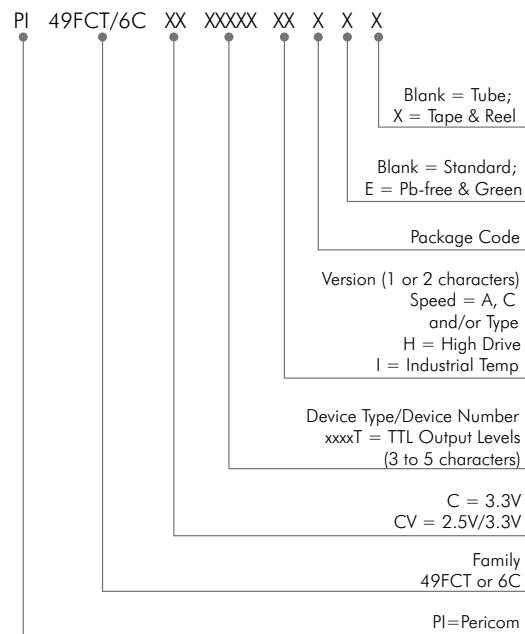 PI 49FCT/6C XX XXXXX XX X X X
Blank = Tube;
X = Tape & Reel
Blank = Standard;
E = Pb-free & Green
Package Code
Version (1 or 2 characters)
Speed = A, C
and/or Type
H = High Drive
I = Industrial Temp
Device Type/Device Number
xxxxT = TTL Output Levels
(3 to 5 characters)
C = 3.3V
CV = 2.5V/3.3V
Family
49FCT or 6C
PI=Pericom